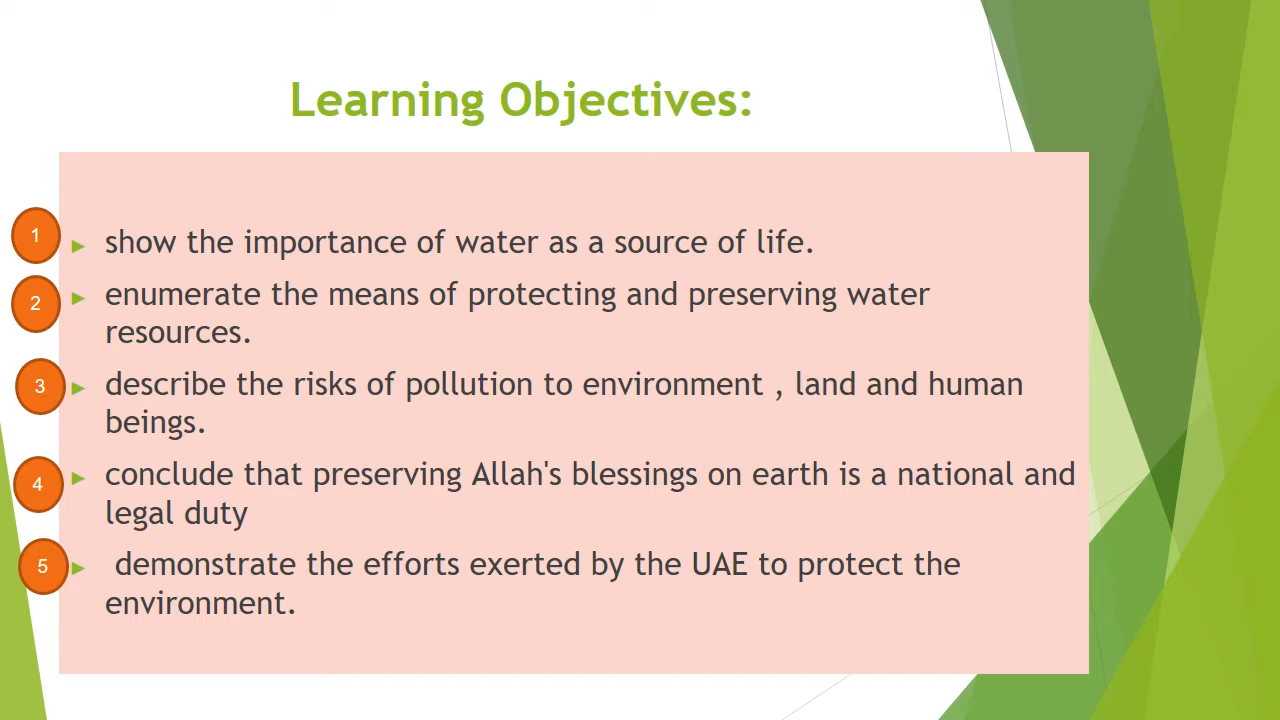 Learning Objectives:
1 ▶ show the importance of water as a source of life.
2 ▶ enumerate the means of protecting and preserving water
resources.
3 ▶ describe the risks of pollution to environment , land and human
beings.
4 ▶ conclude that preserving Allah's blessings on earth is a national and
legal duty
5 ▶ demonstrate the efforts exerted by the UAE to protect the
environment.